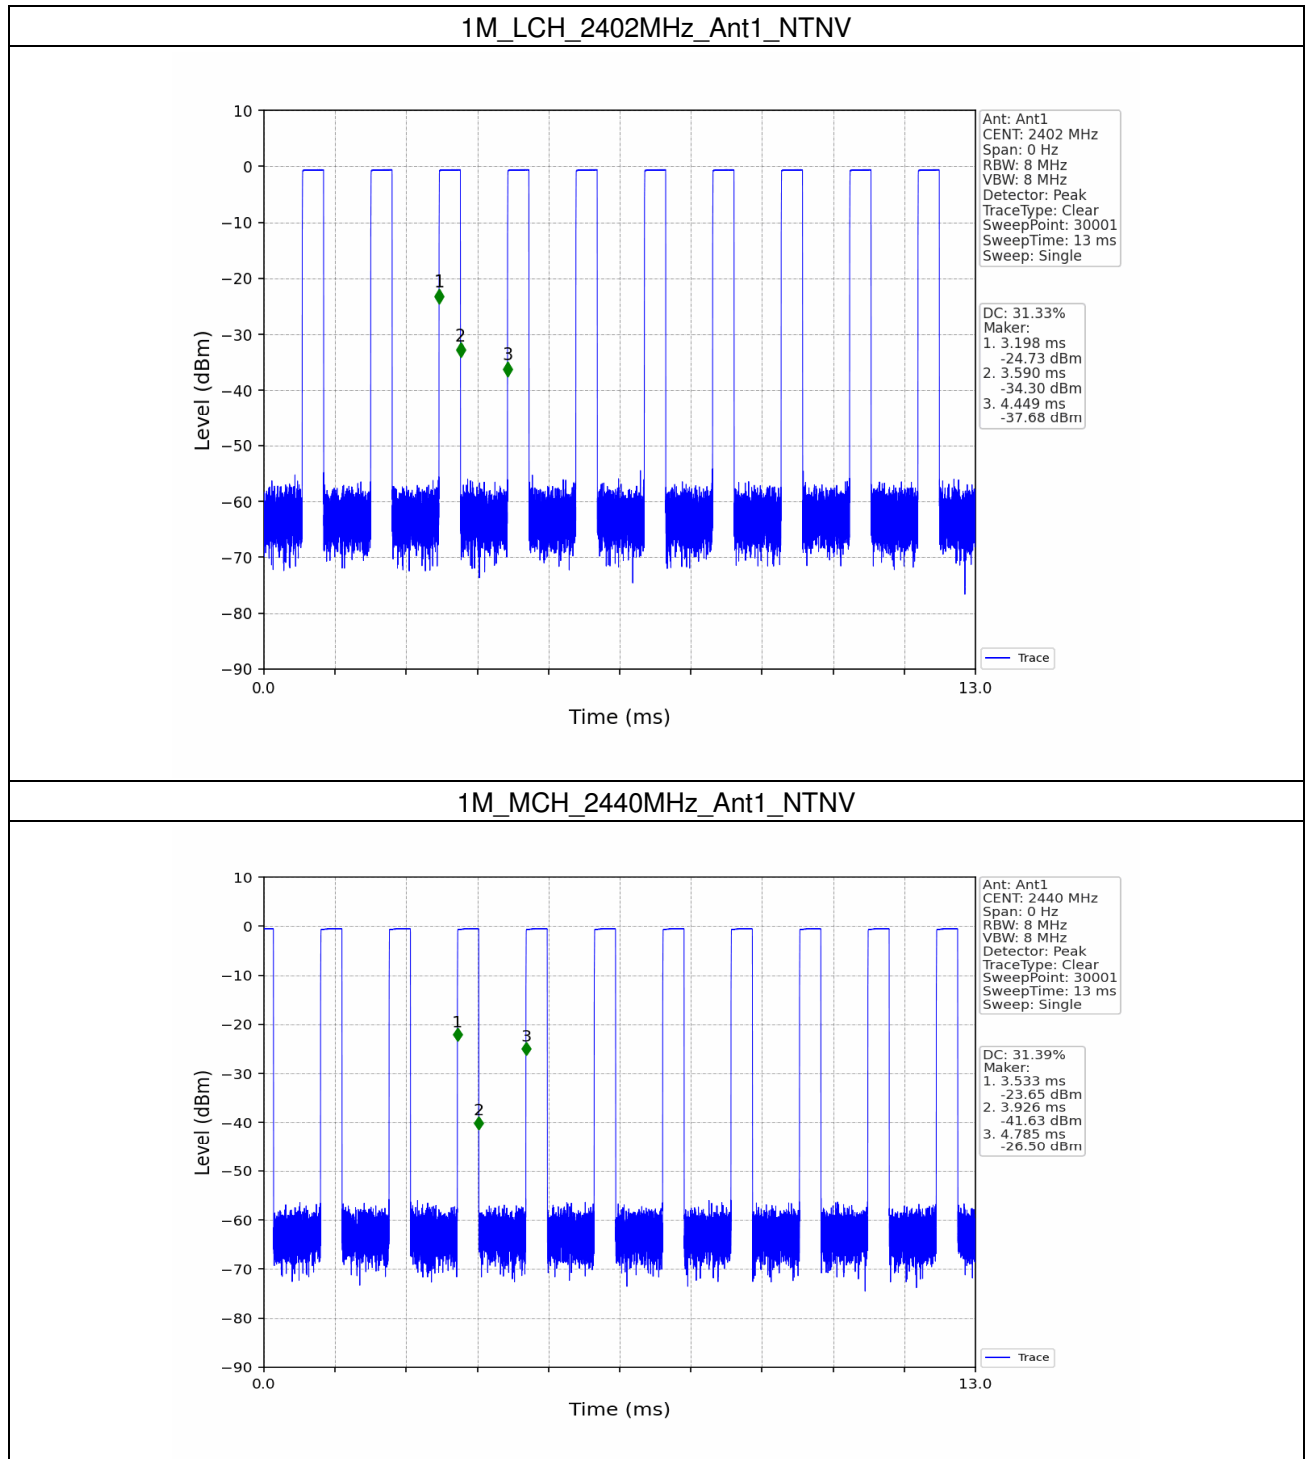 1M_LCH_2402MHz_Ant1_NTNV
10
0
−10
−20
−30
−40
−50
−60
−70
−80
−90
Level (dBm)
1
2
3
0.0
13.0
Time (ms)
Ant: Ant1
CENT: 2402 MHz
Span: 0 Hz
RBW: 8 MHz
VBW: 8 MHz
Detector: Peak
TraceType: Clear
SweepPoint: 30001
SweepTime: 13 ms
Sweep: Single
DC: 31.33%
Maker:
1. 3.198 ms
-24.73 dBm
2. 3.590 ms
-34.30 dBm
3. 4.449 ms
-37.68 dBm
Trace
1M_MCH_2440MHz_Ant1_NTNV
10
0
−10
−20
−30
−40
−50
−60
−70
−80
−90
Level (dBm)
1
2
3
0.0
13.0
Time (ms)
Ant: Ant1
CENT: 2440 MHz
Span: 0 Hz
RBW: 8 MHz
VBW: 8 MHz
Detector: Peak
TraceType: Clear
SweepPoint: 30001
SweepTime: 13 ms
Sweep: Single
DC: 31.39%
Maker:
1. 3.533 ms
-23.65 dBm
2. 3.926 ms
-41.63 dBm
3. 4.785 ms
-26.50 dBm
Trace